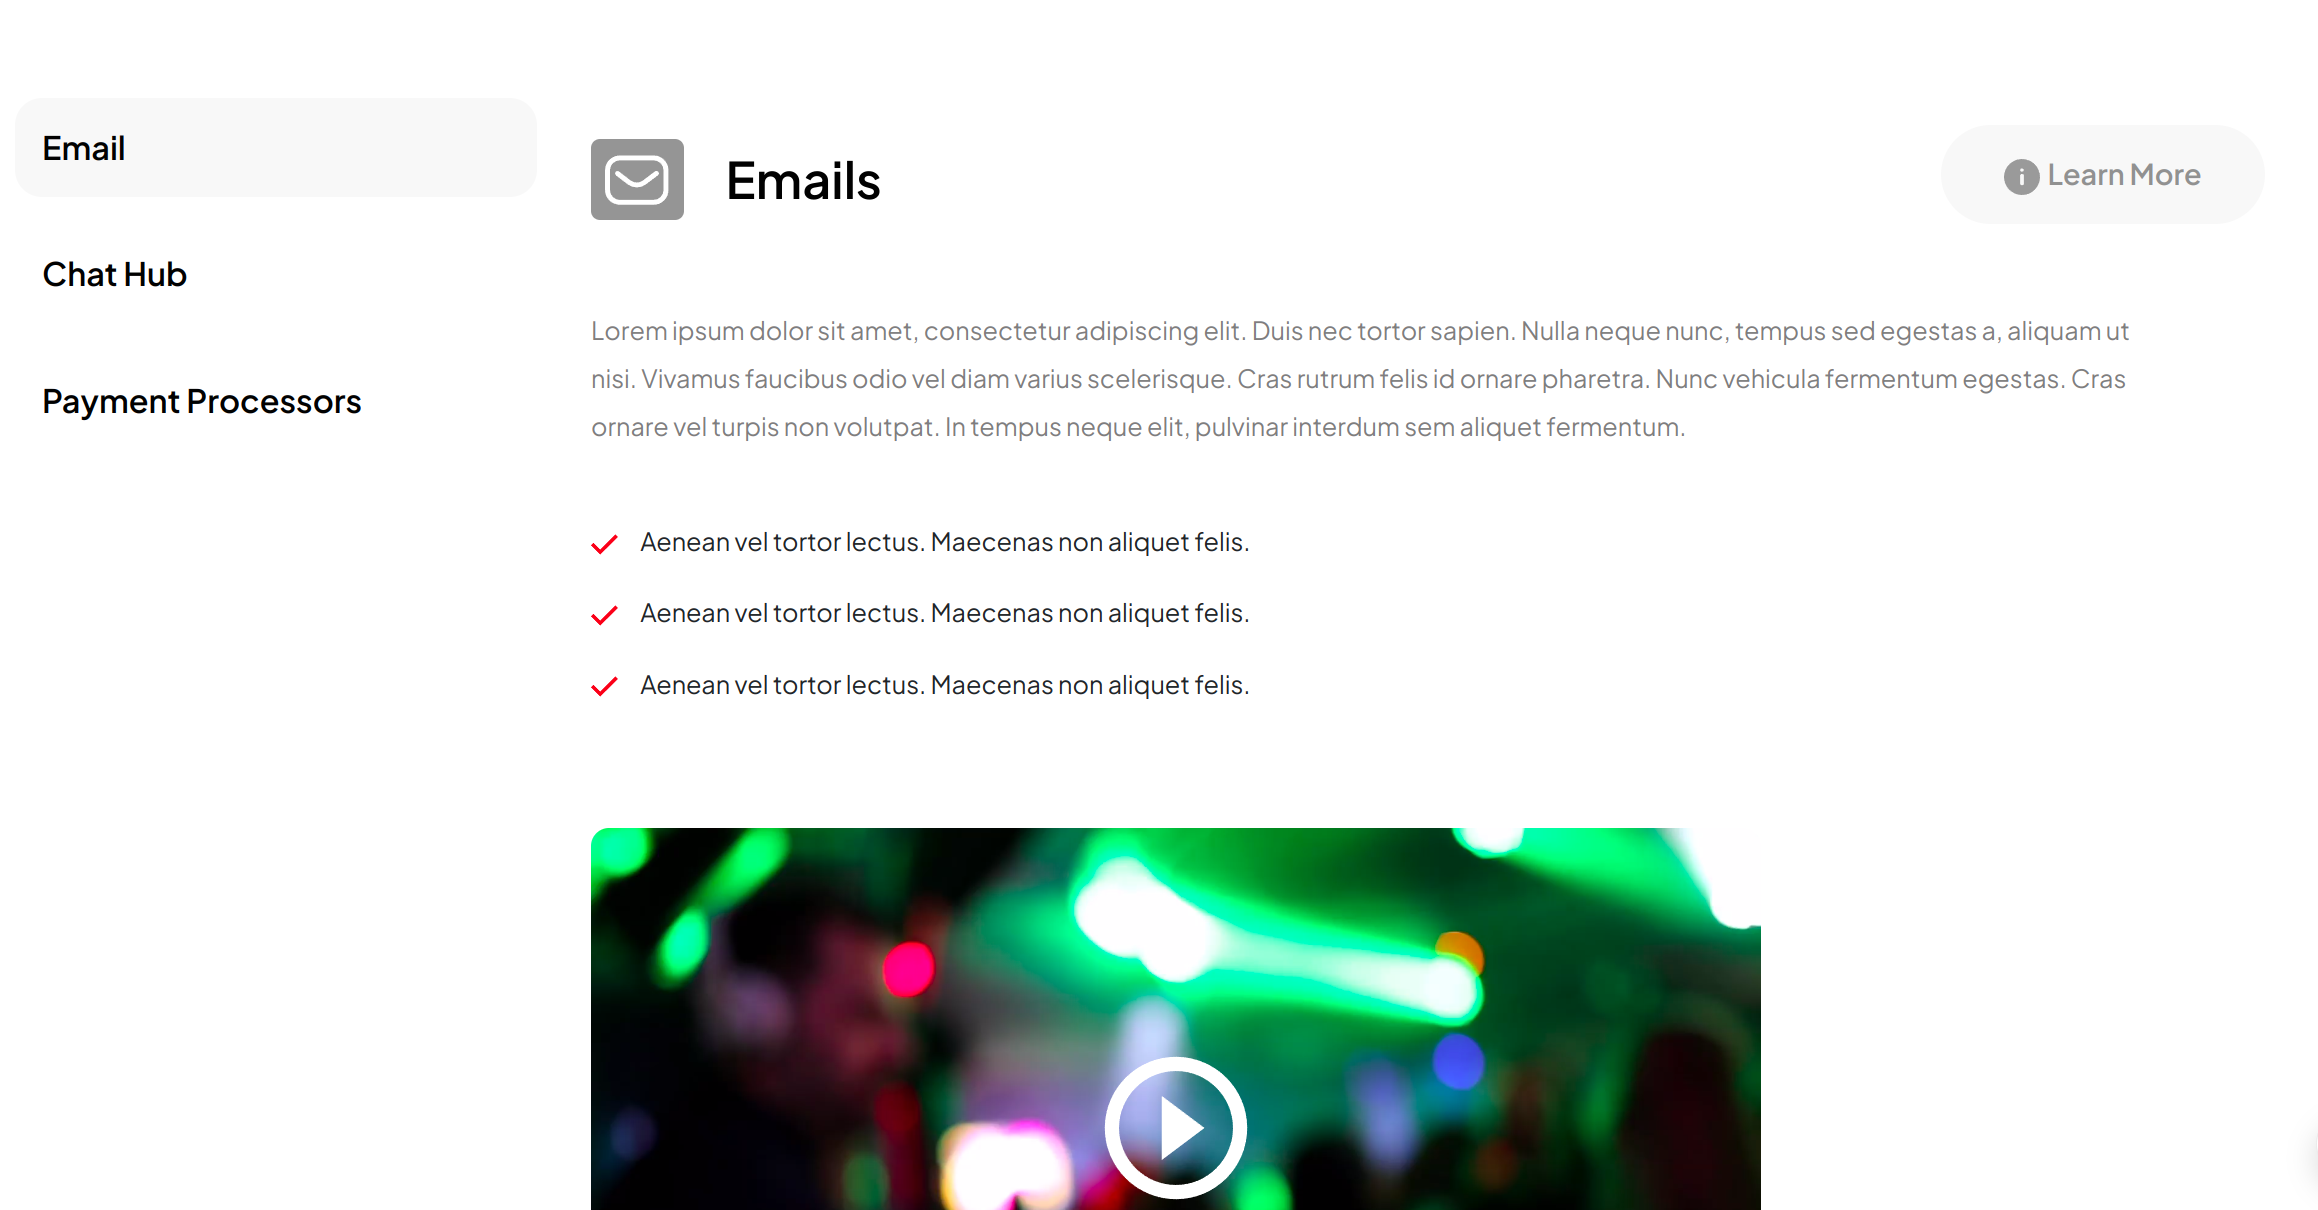 Email
Chat Hub
Payment Processors
Emails
Learn More
Lorem ipsum dolor sit amet, consectetur adipiscing elit. Duis nec tortor sapien. Nulla neque nunc, tempus sed egestas a, aliquam ut
nisi. Vivamus faucibus odio vel diam varius scelerisque. Cras rutrum felis id ornare pharetra. Nunc vehicula fermentum egestas. Cras
ornare vel turpis non volutpat. In tempus neque elit, pulvinar interdum sem aliquet fermentum.
Aenean vel tortor lectus. Maecenas non aliquet felis.
Aenean vel tortor lectus. Maecenas non aliquet felis.
Aenean vel tortor lectus. Maecenas non aliquet felis.